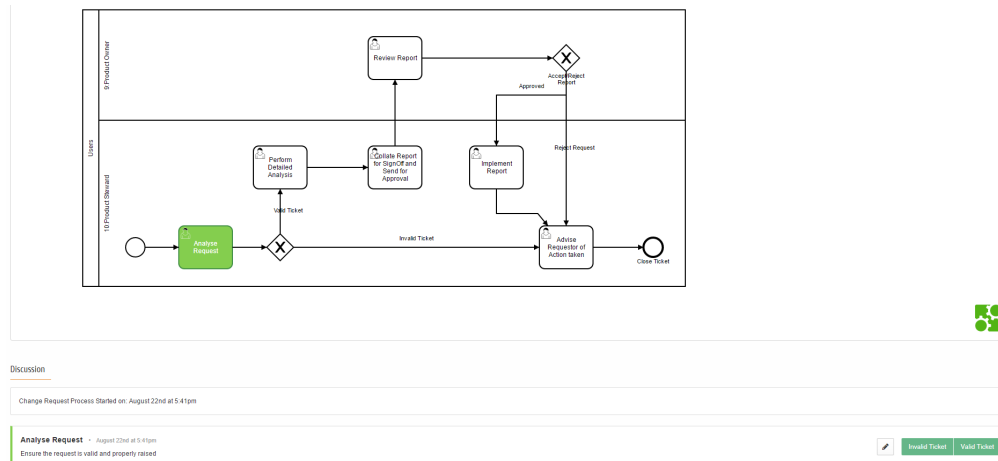 Users
9:Product Owner
10:Product Steward
Review Report
Accept/Reject
Report
Approved
Reject Request
Perform
Detailed
Analysis
Collate Report
for SignOff and
Send for
Approval
Implement
Report
Valid Ticket
Analyse
Request
Invalid Ticket
Advise
Requestor of
Action taken
Close Ticket
Discussion
Change Request Process Started on: August 22nd at 5:41pm
Analyse Request • August 22nd at 5:41pm
Ensure the request is valid and properly raised
Invalid Ticket
Valid Ticket